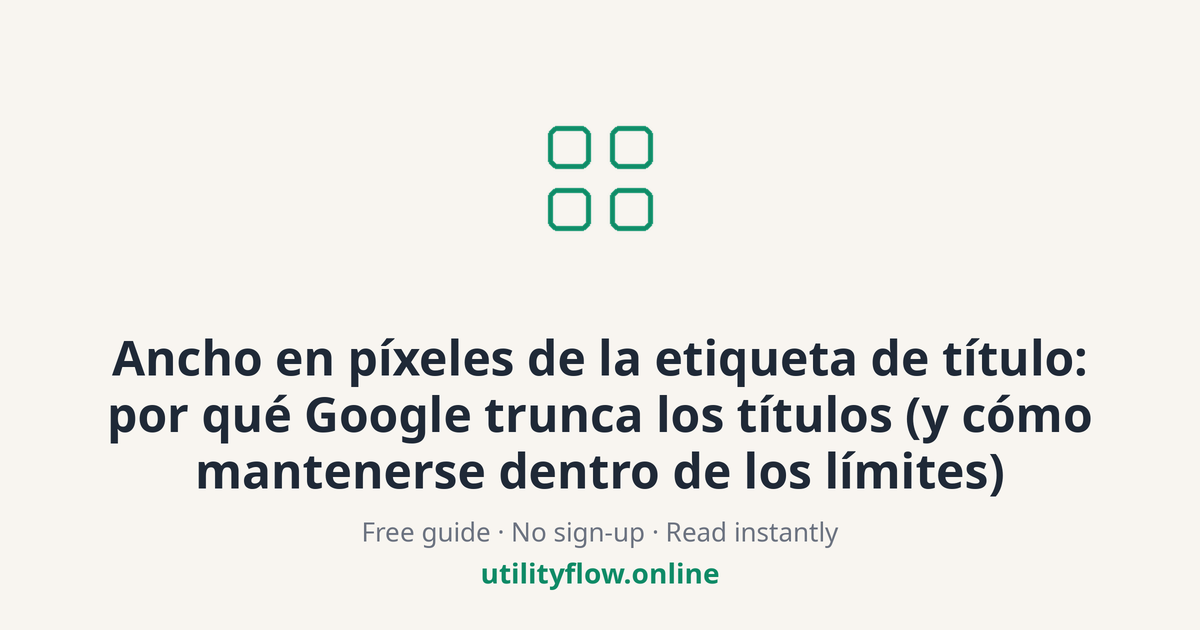 Ancho en píxeles de la etiqueta de título:
por qué Google trunca los títulos (y cómo
mantenerse dentro de los límites)
Free guide · No sign-up · Read instantly
utilityflow.online